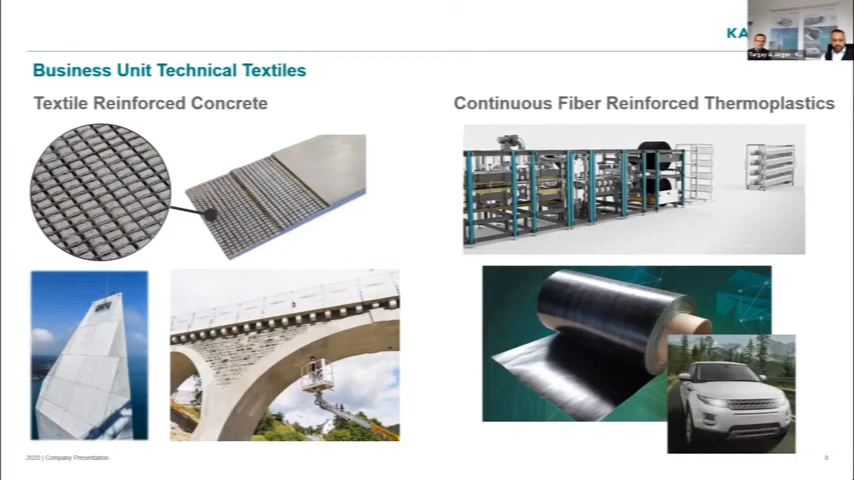 KA
Business Unit Technical Textiles
Textile Reinforced Concrete
Continuous Fiber Reinforced Thermoplastics
2020 | Company Presentation